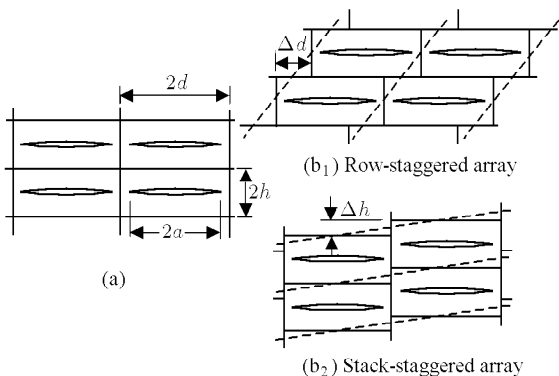 Δd
2d
(b₁) Row-staggered array
2h
Δh
2a
(a)
(b₂) Stack-staggered array